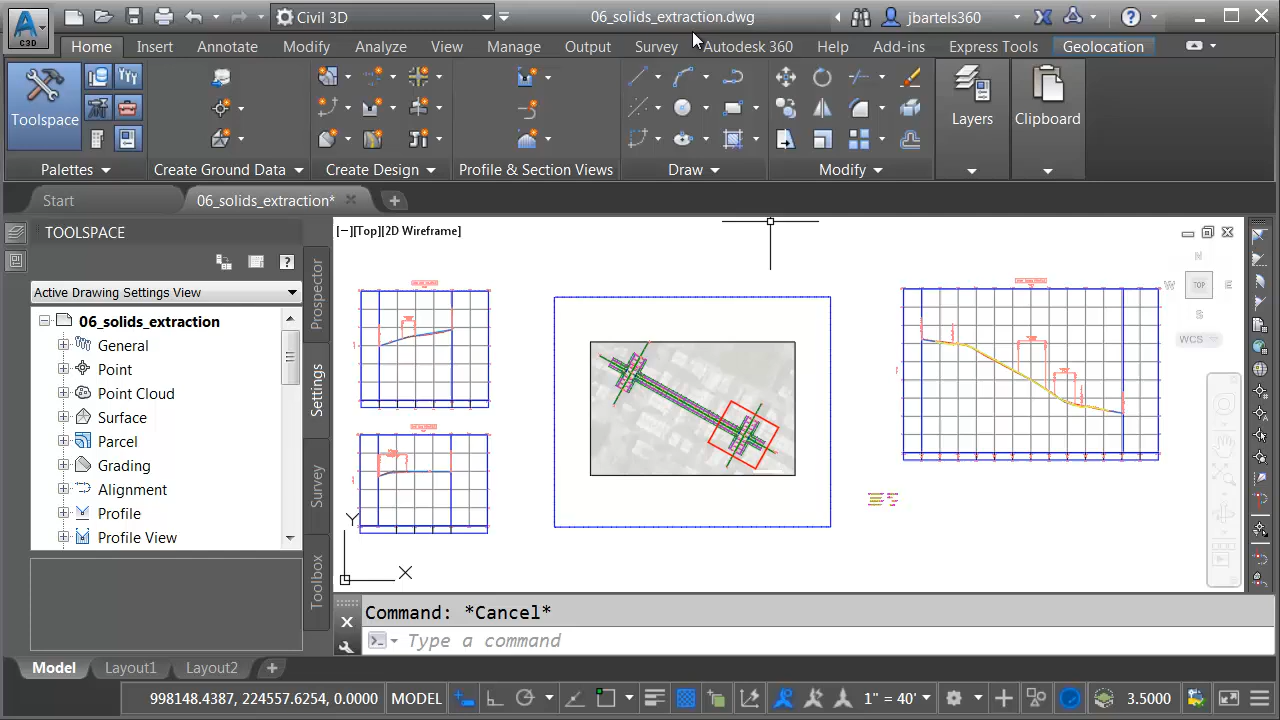 C3D
Civil 3D
06_solids_extraction.dwg
jbartels360
Home
Insert
Annotate
Modify
Analyze
View
Manage
Output
Survey
Autodesk 360
Help
Add-ins
Express Tools
Geolocation
Toolspace
Layers
Clipboard
Palettes
Create Ground Data
Create Design
Profile & Section Views
Draw
Modify
Start
06_solids_extraction*
TOOLSPACE
[−][Top][2D Wireframe]
Active Drawing Settings View
06_solids_extraction
General
Point
Point Cloud
Surface
Parcel
Grading
Alignment
Profile
Profile View
Prospector
Settings
Survey
Toolbox
N
W
TOP
E
S
WCS
Y
X
Command: *Cancel*
Type a command
Model
Layout1
Layout2
998148.4387, 224557.6254, 0.0000
MODEL
1" = 40'
3.5000